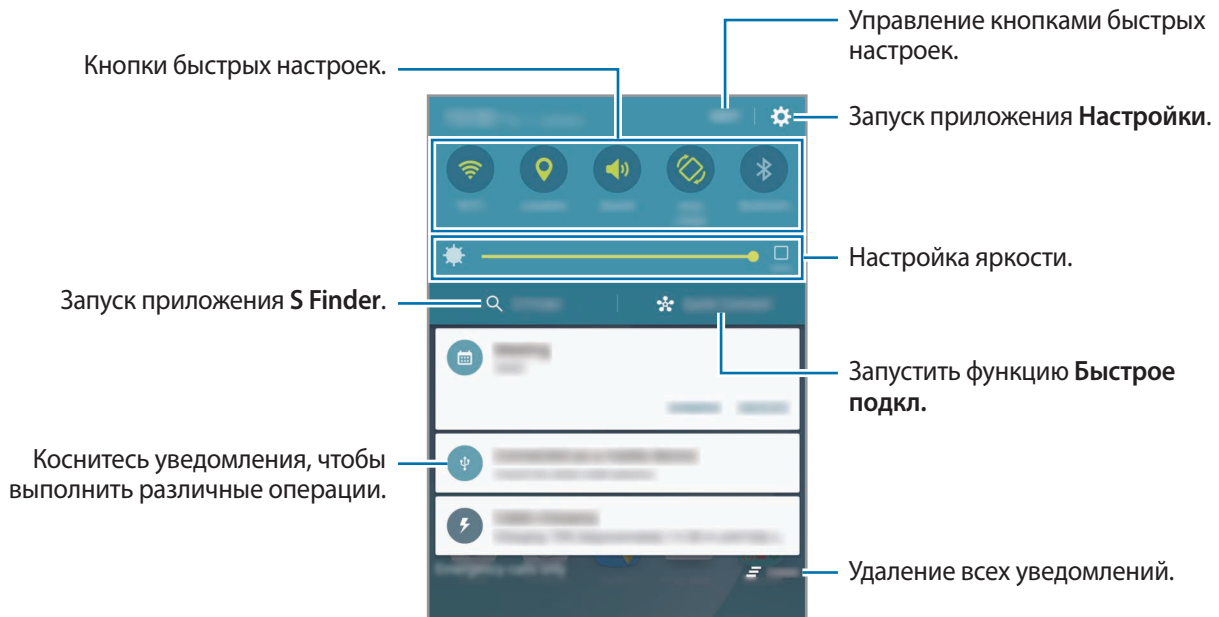 Управление кнопками быстрых
настроек.
Кнопки быстрых настроек.
Запуск приложения Настройки.
Настройка яркости.
Запуск приложения S Finder.
Запустить функцию Быстрое
подкл.
Коснитесь уведомления, чтобы
выполнить различные операции.
Удаление всех уведомлений.